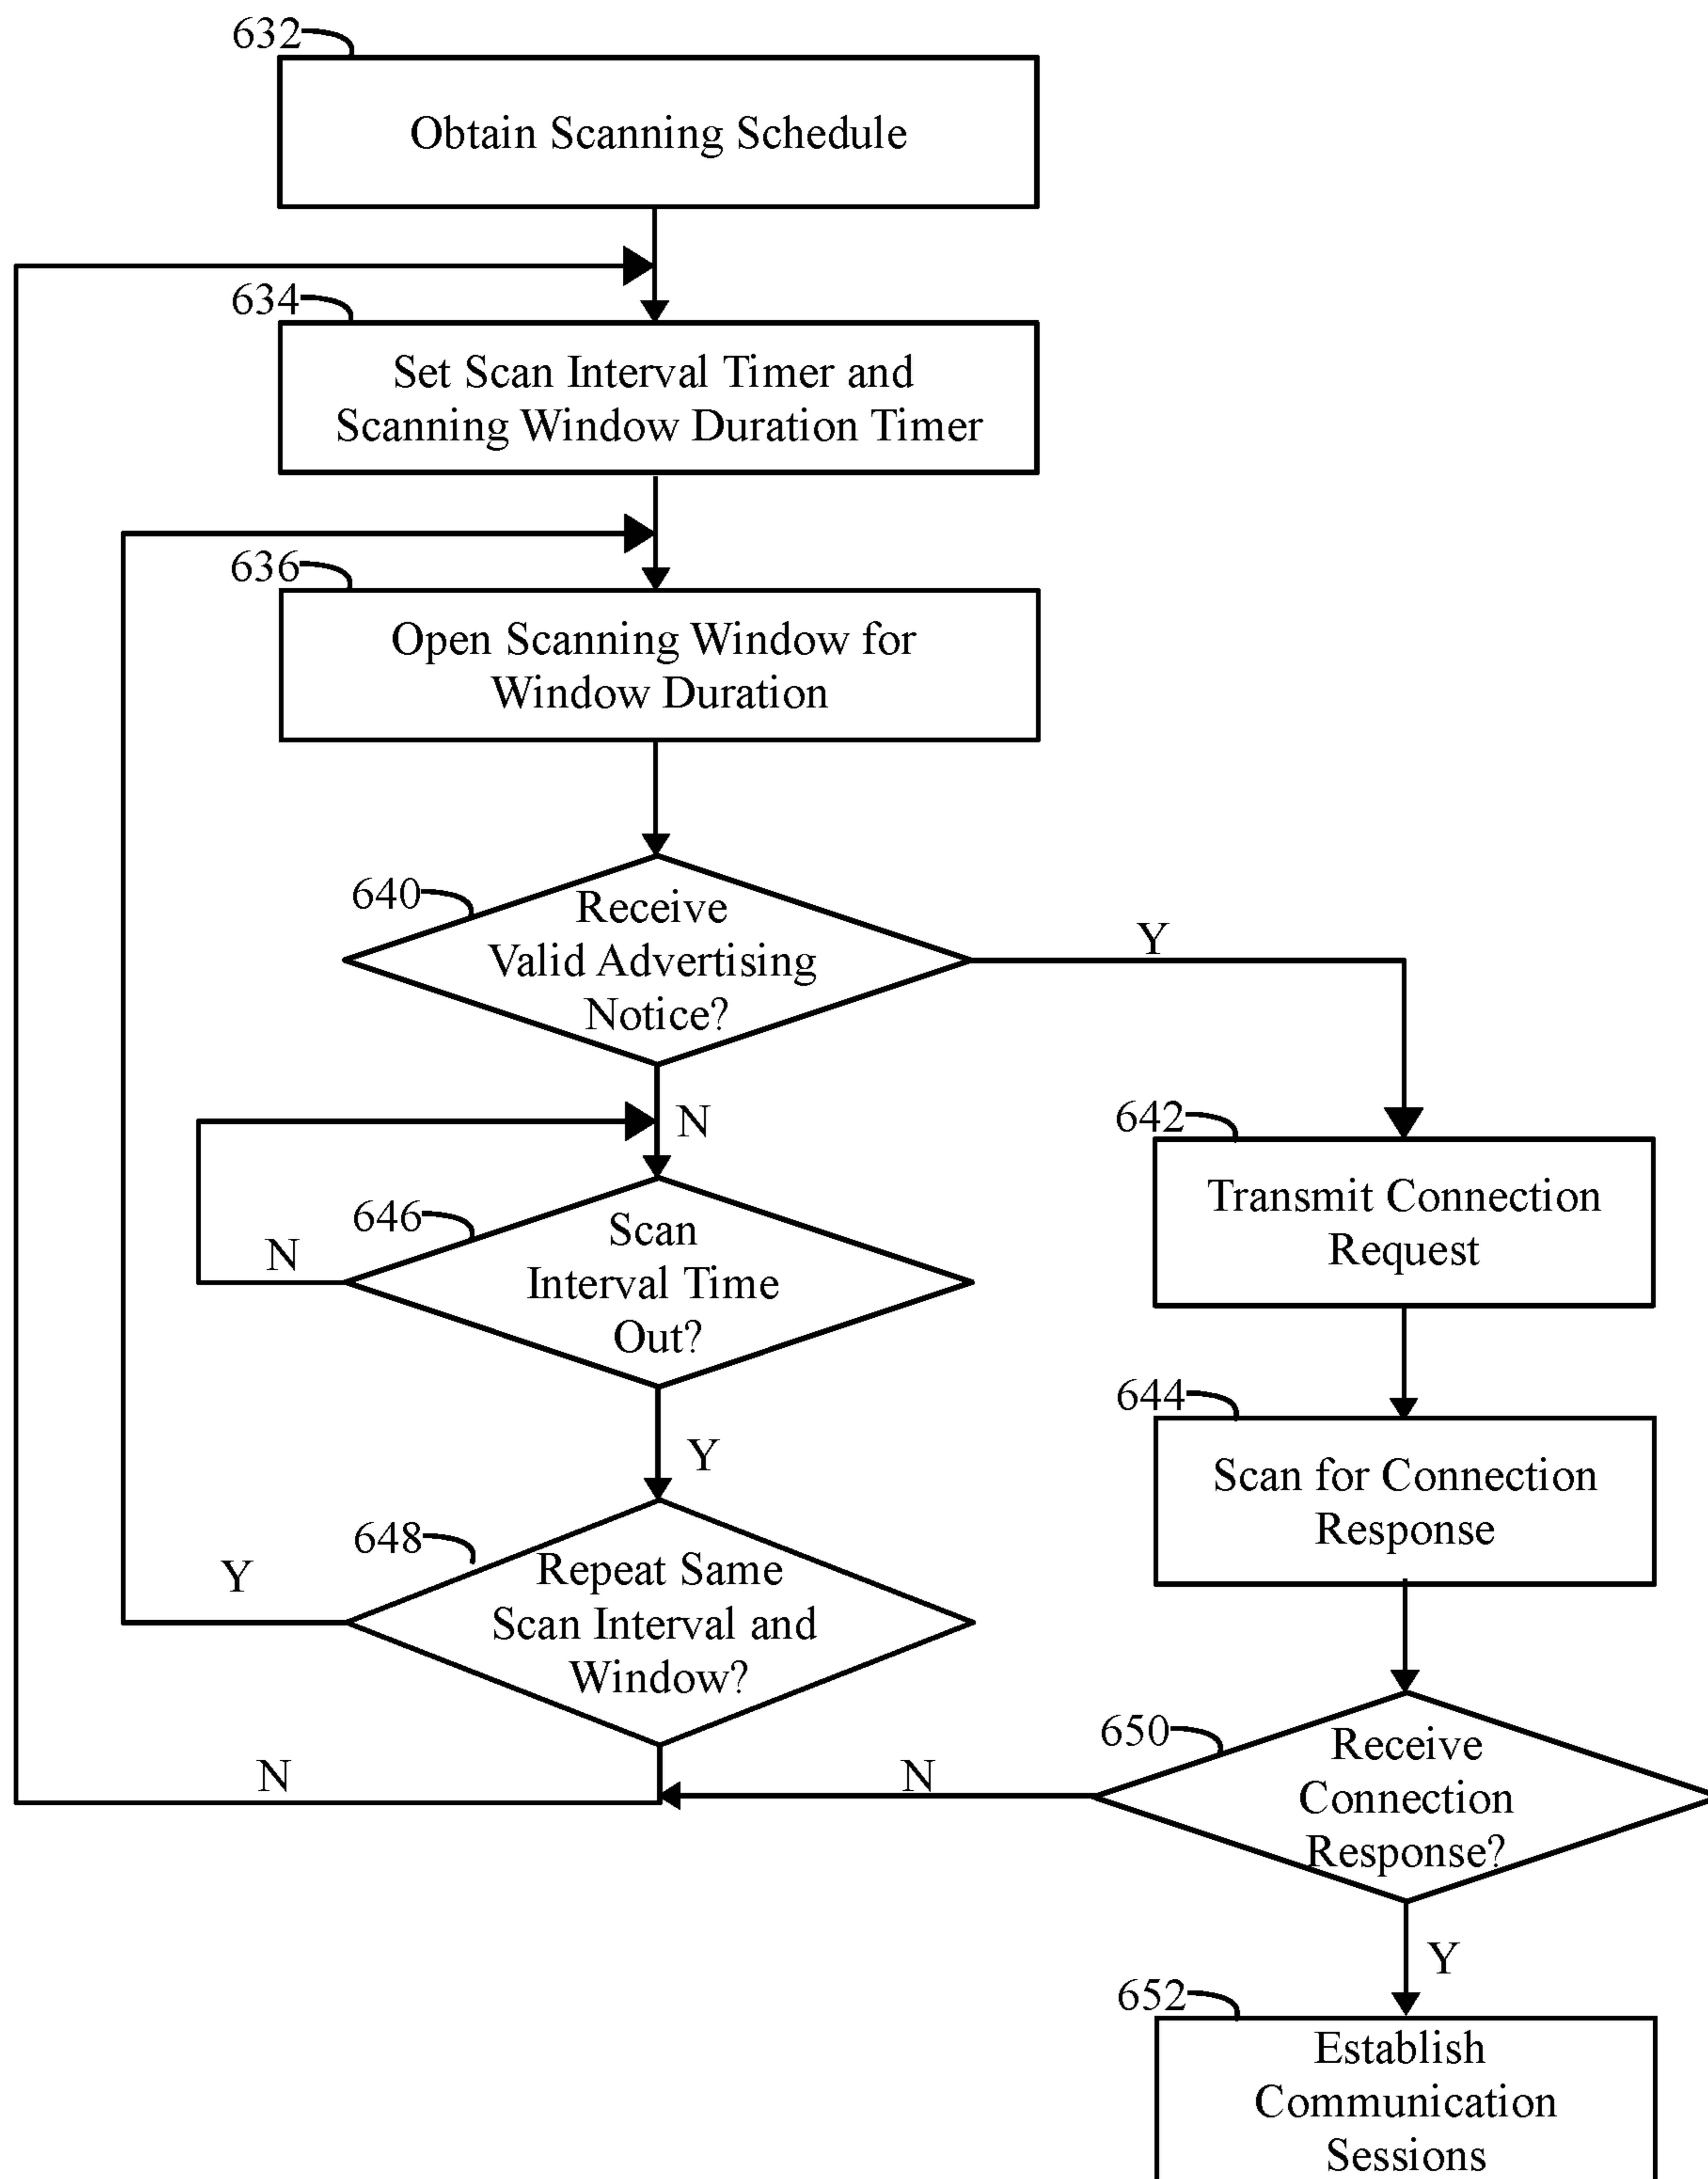 632
Obtain Scanning Schedule
634
Set Scan Interval Timer and
Scanning Window Duration Timer
636
Open Scanning Window for
Window Duration
640
Receive
Valid Advertising
Notice?
Y
N
642
Transmit Connection
Request
646
Scan
Interval Time
Out?
N
Y
644
Scan for Connection
Response
648
Repeat Same
Scan Interval and
Window?
Y
N
650
Receive
Connection
Response?
N
Y
652
Establish
Communication
Sessions